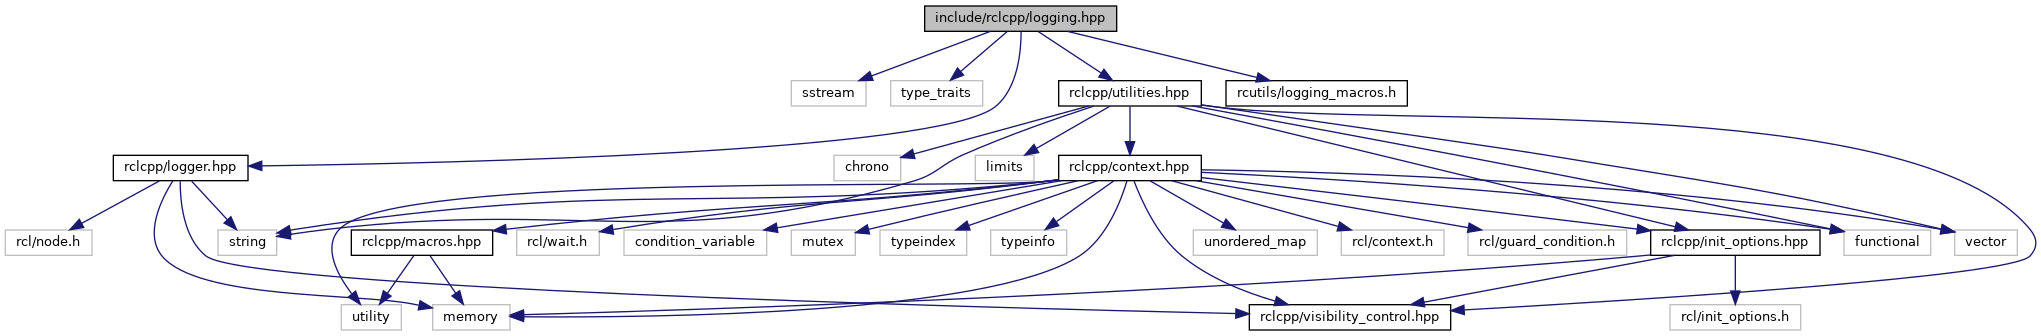 include/rclcpp/logging.hpp
sstream
type_traits
rclcpp/utilities.hpp
rcutils/logging_macros.h
rclcpp/logger.hpp
chrono
limits
rclcpp/context.hpp
rcl/node.h
string
rclcpp/macros.hpp
rcl/wait.h
condition_variable
mutex
typeindex
typeinfo
unordered_map
rcl/context.h
rcl/guard_condition.h
rclcpp/init_options.hpp
functional
vector
utility
memory
rclcpp/visibility_control.hpp
rcl/init_options.h